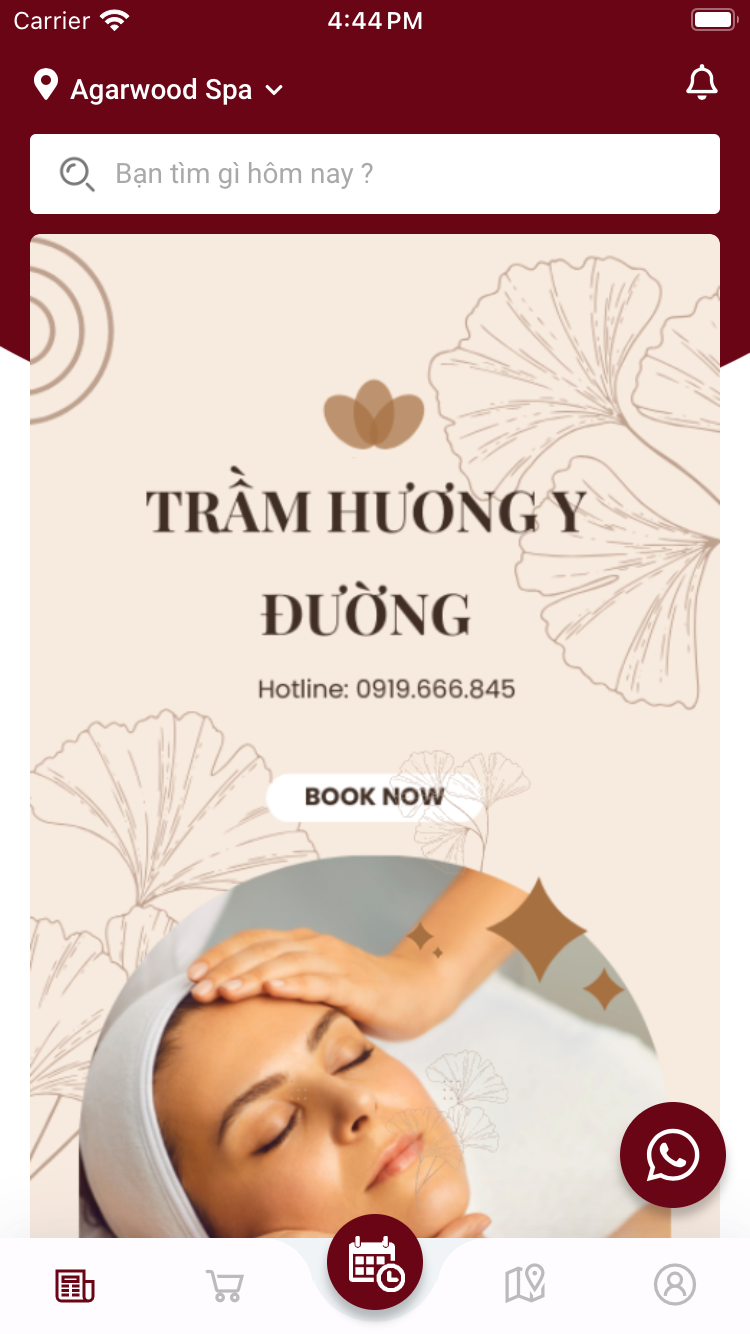 Carrier 4:44 PM
Agarwood Spa
Bạn tìm gì hôm nay ?
TRẦM HƯƠNG Y
ĐƯỜNG
Hotline: 0919.666.845
BOOK NOW